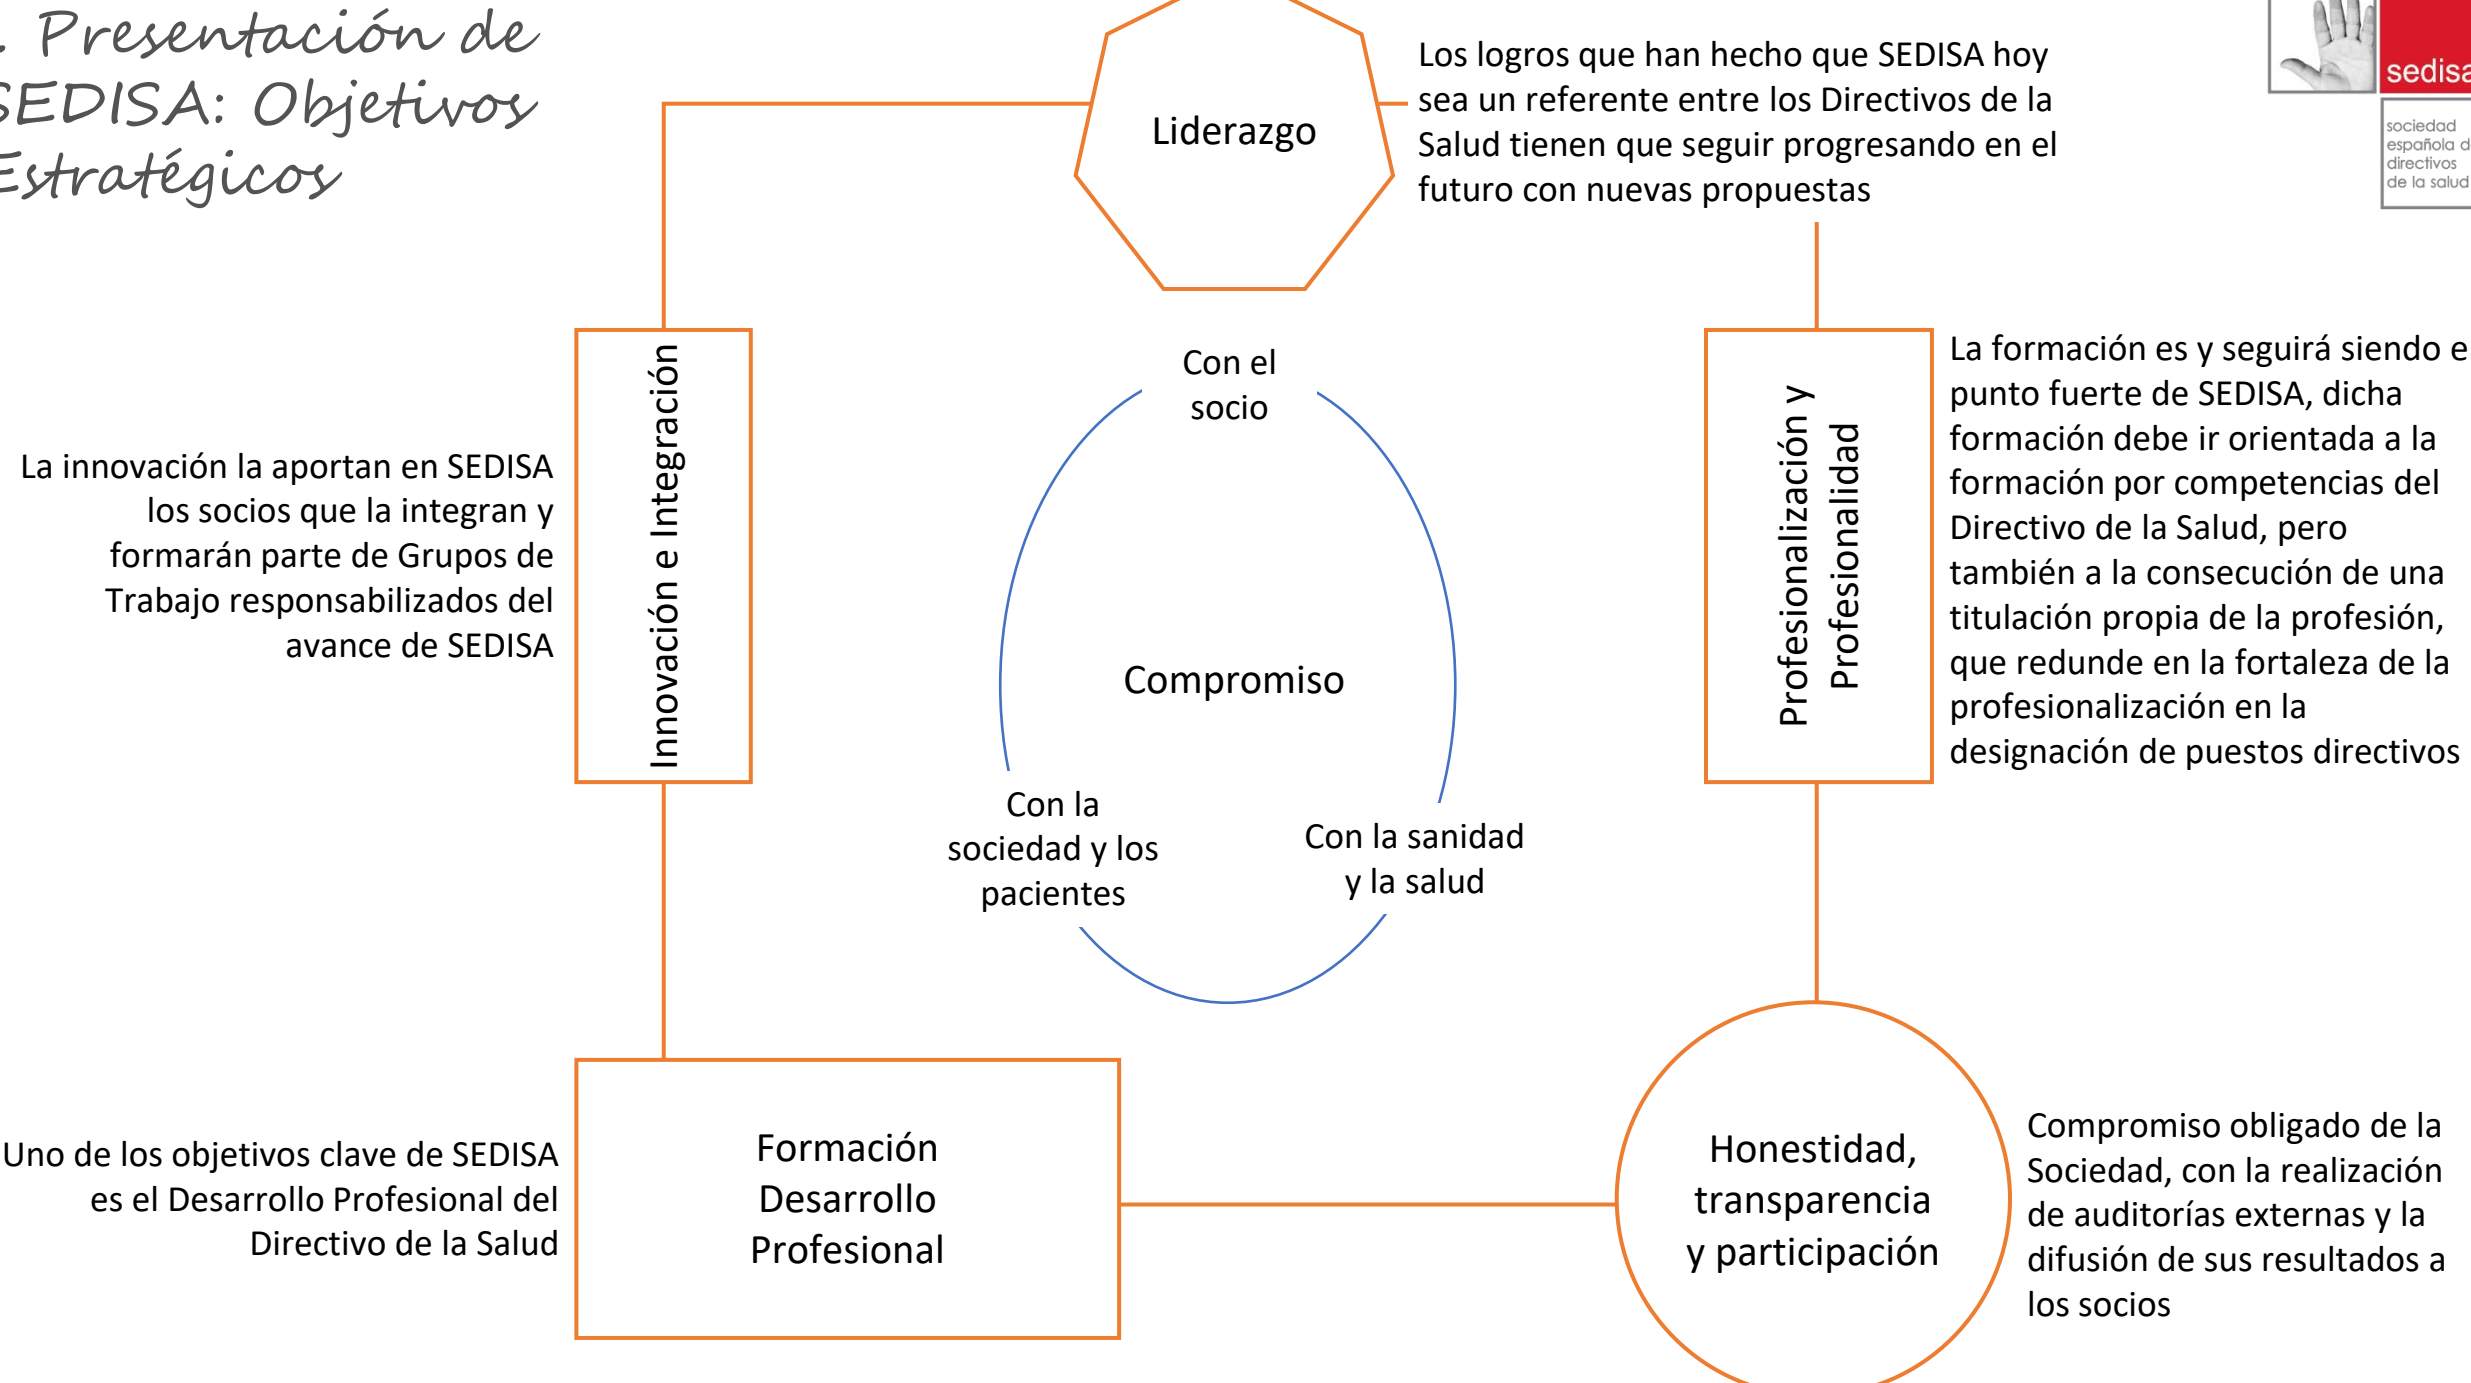 . Presentación de
SEDISA: Objetivos
Estratégicos
Liderazgo
Los logros que han hecho que SEDISA hoy
sea un referente entre los Directivos de la
Salud tienen que seguir progresando en el
futuro con nuevas propuestas
sedisa
sociedad
española d
directivos
de la salud
Innovación e Integración
La innovación la aportan en SEDISA
los socios que la integran y
formarán parte de Grupos de
Trabajo responsabilizados del
avance de SEDISA
Con el
socio
Compromiso
Con la
sociedad y los
pacientes
Con la sanidad
y la salud
Profesionalización y
Profesionalidad
La formación es y seguirá siendo e
punto fuerte de SEDISA, dicha
formación debe ir orientada a la
formación por competencias del
Directivo de la Salud, pero
también a la consecución de una
titulación propia de la profesión,
que redunde en la fortaleza de la
profesionalización en la
designación de puestos directivos
Uno de los objetivos clave de SEDISA
es el Desarrollo Profesional del
Directivo de la Salud
Formación
Desarrollo
Profesional
Honestidad,
transparencia
y participación
Compromiso obligado de la
Sociedad, con la realización
de auditorías externas y la
difusión de sus resultados a
los socios